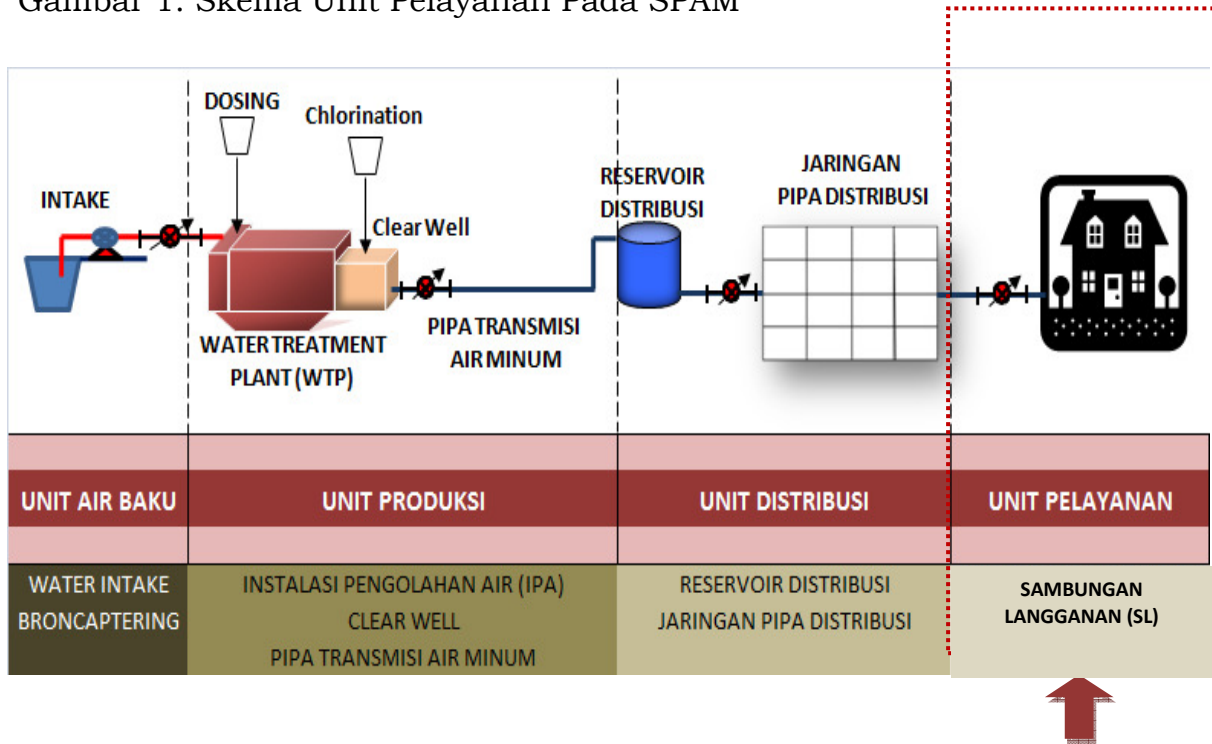 Gambar 1. Skema Unit Pelayanan Pada SPAM
DOSING
Chlorination
INTAKE
Clear Well
WATER TREATMENT
PLANT (WTP)
PIPA TRANSMISI
AIR MINUM
RESERVOIR
DISTRIBUSI
JARINGAN
PIPA DISTRIBUSI
UNIT AIR BAKU
UNIT PRODUKSI
UNIT DISTRIBUSI
UNIT PELAYANAN
WATER INTAKE
BRONCAPTERING
INSTALASI PENGOLAHAN AIR (IPA)
CLEAR WELL
PIPA TRANSMISI AIR MINUM
RESERVOIR DISTRIBUSI
JARINGAN PIPA DISTRIBUSI
SAMBUNGAN
LANGGANAN (SL)